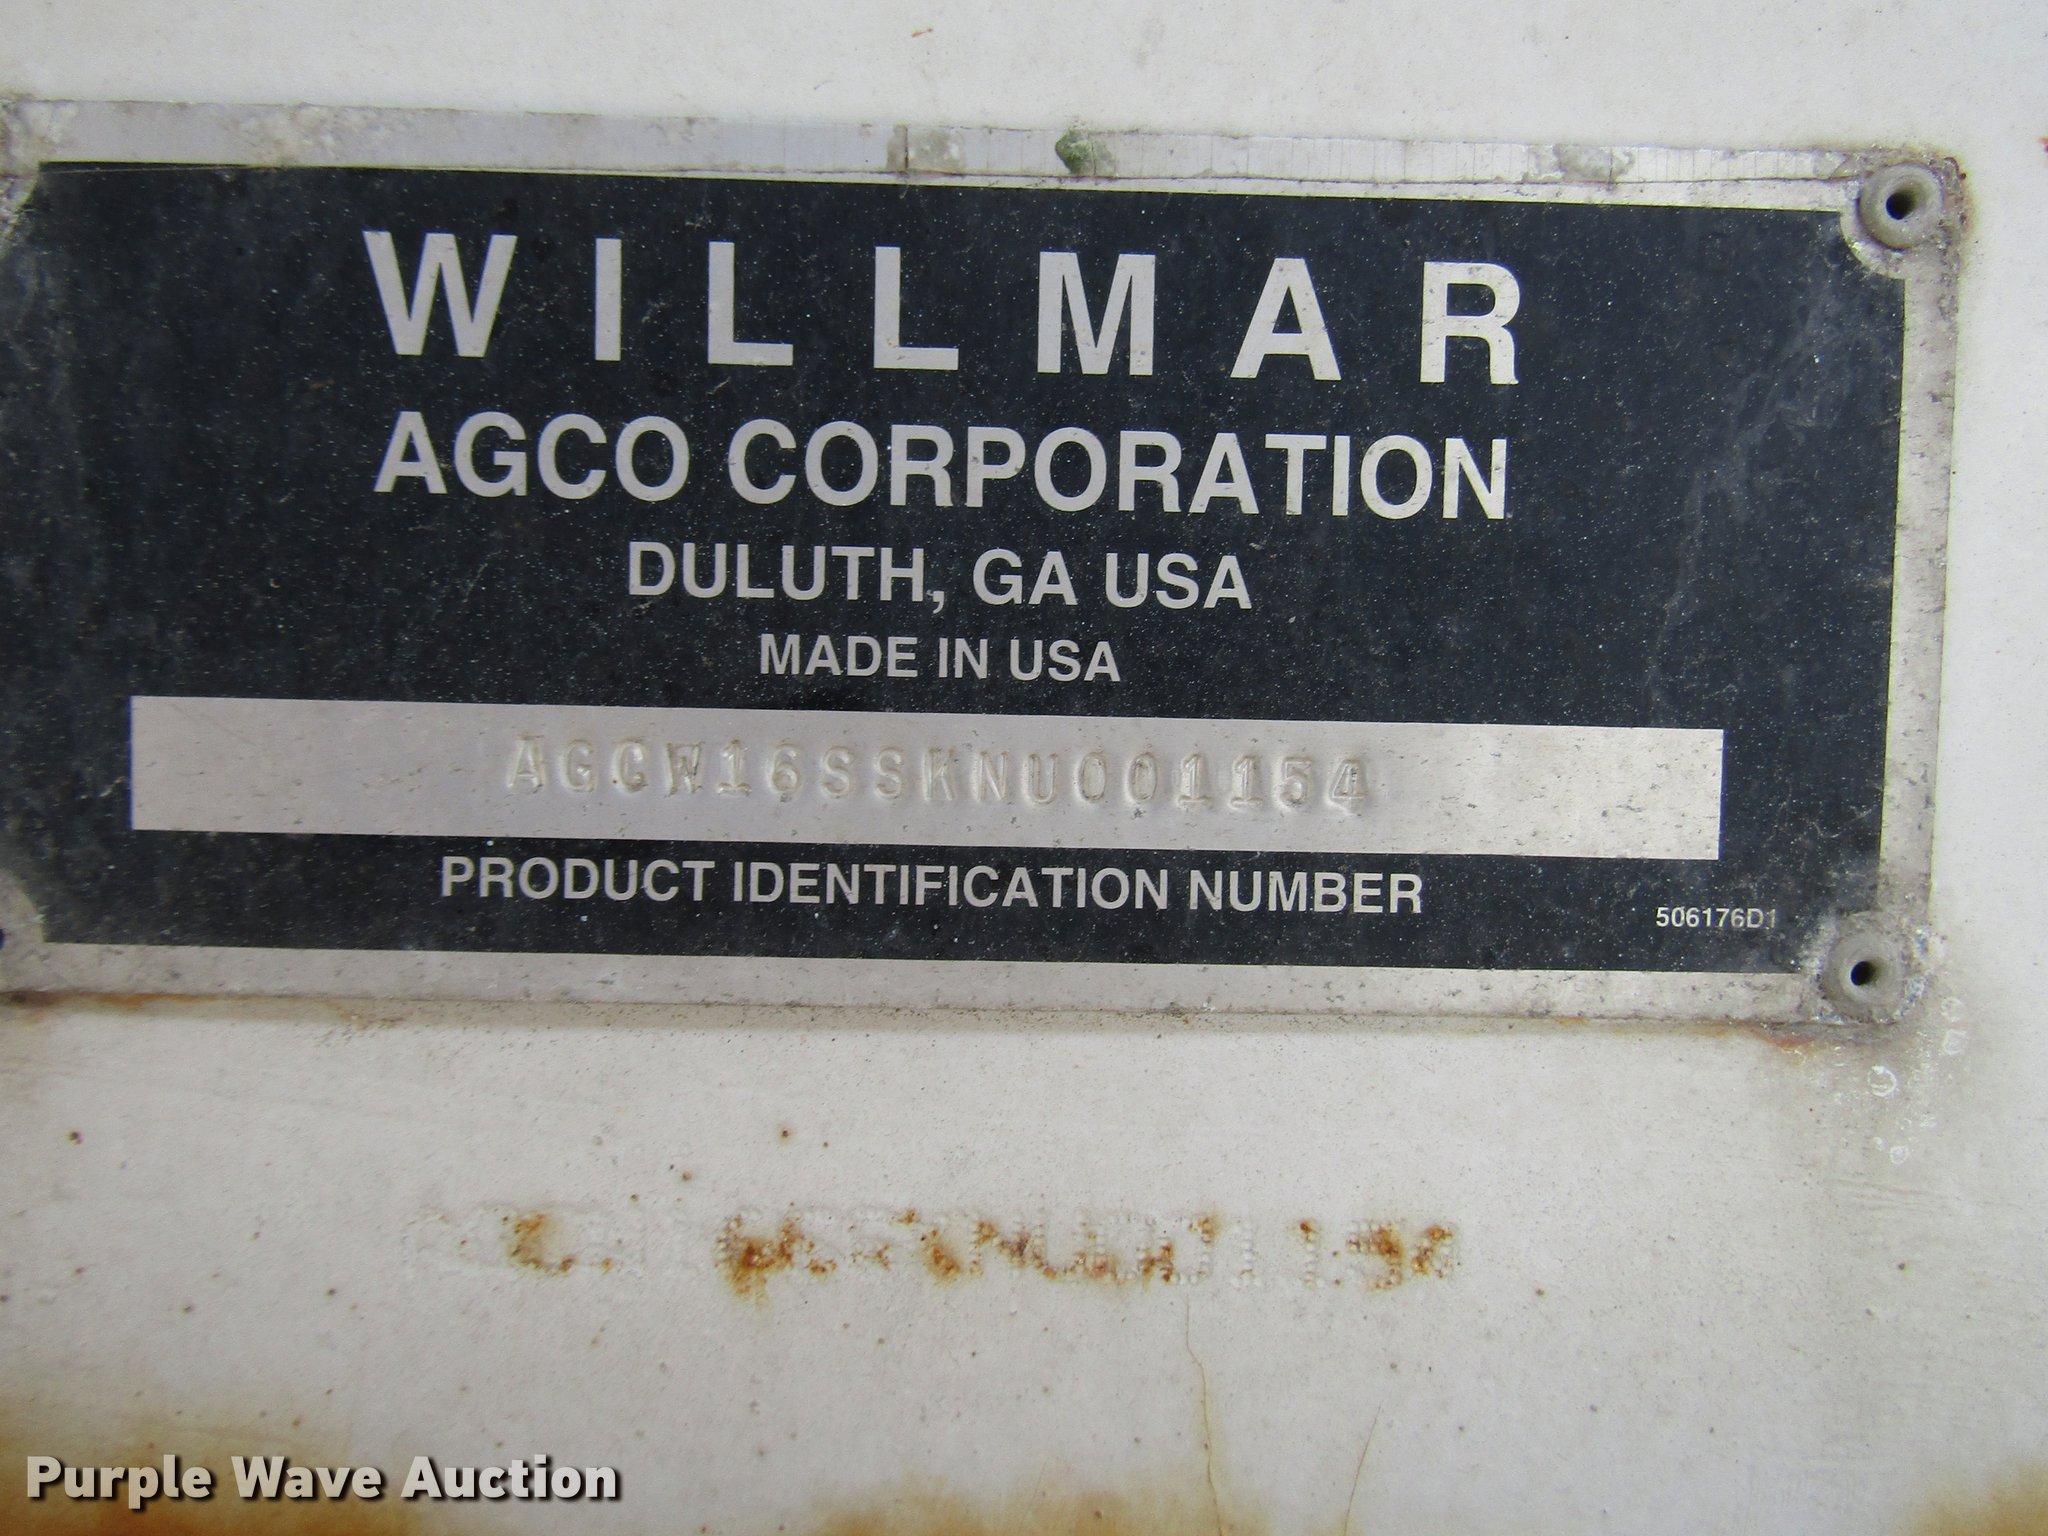 WILLMAR
AGCO CORPORATION
DULUTH, GA USA
MADE IN USA
AGCW16SSKNU001154
PRODUCT IDENTIFICATION NUMBER
506176D1
Purple Wave Auction